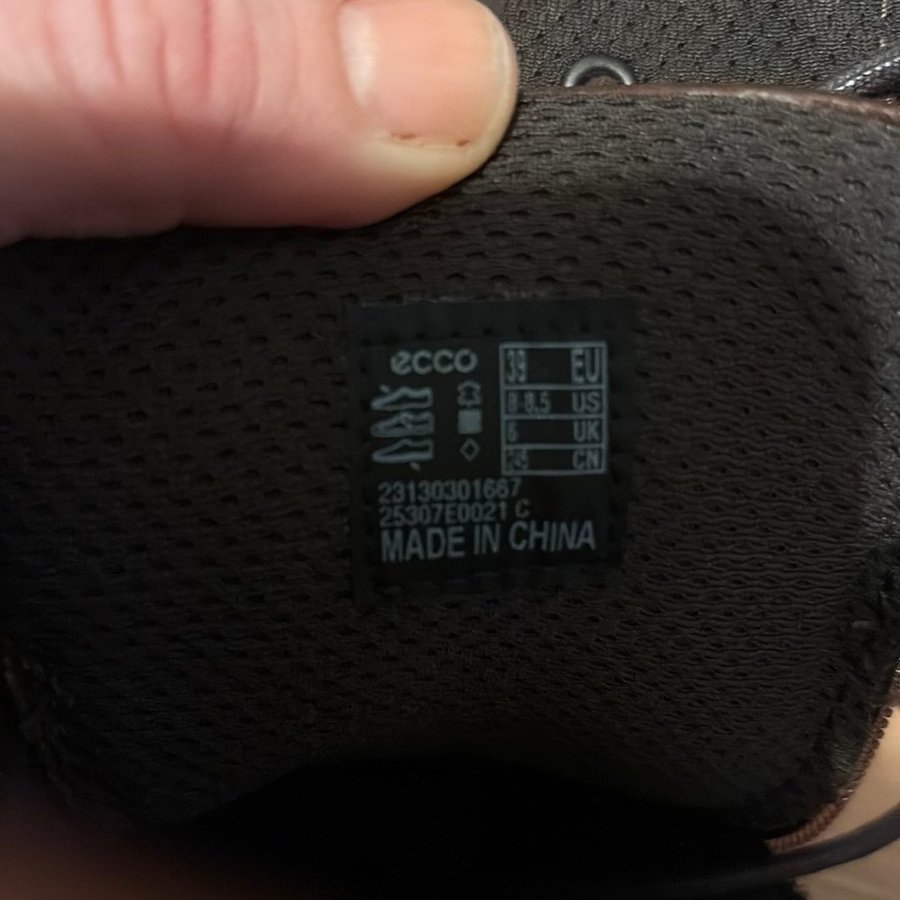 ecco
39 EU
8-8,5 US
6 UK
CN
23130301667
25307E0021 C
MADE IN CHINA